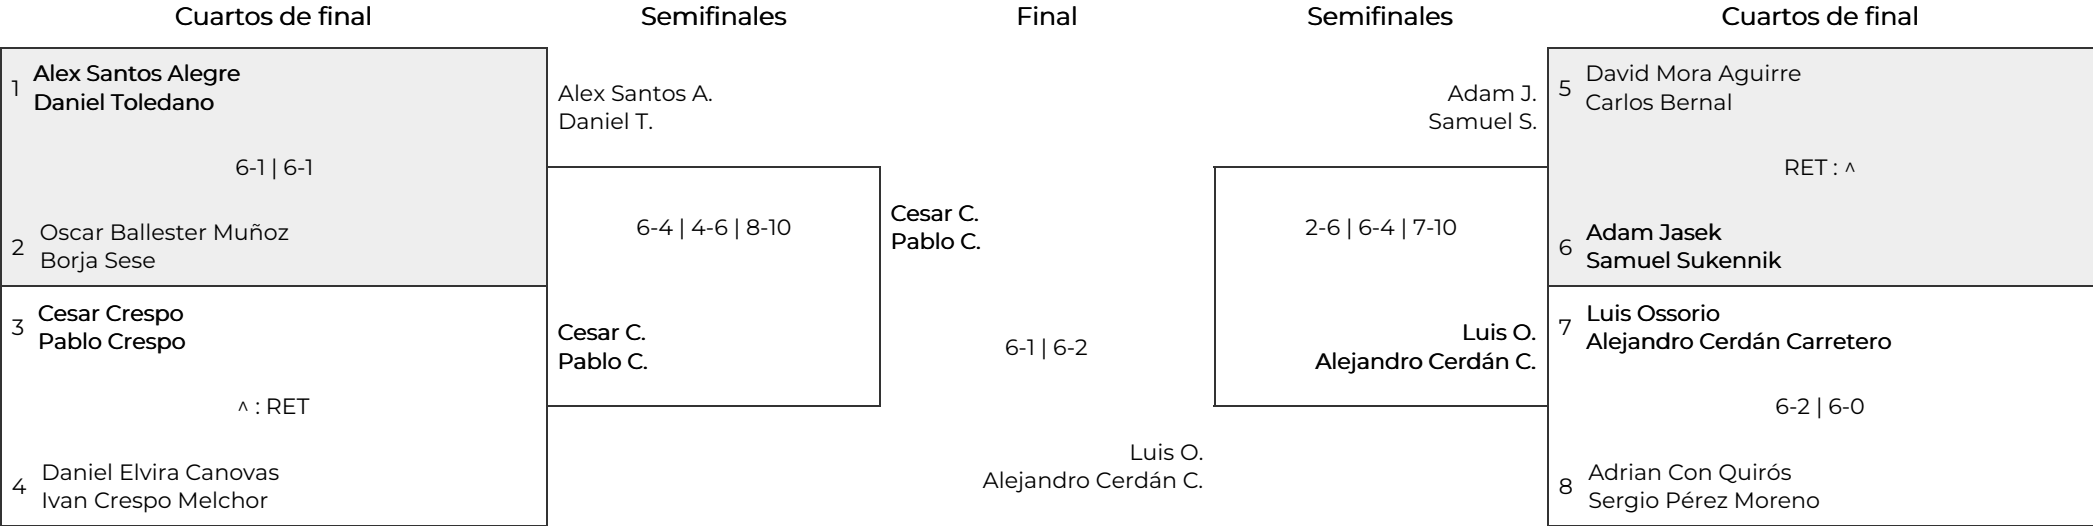 Cuartos de final
Semifinales
Final
Semifinales
Cuartos de final
1
Alex Santos Alegre
Daniel Toledano
6-1 | 6-1
2
Oscar Ballester Muñoz
Borja Sese
3
Cesar Crespo
Pablo Crespo
^ : RET
4
Daniel Elvira Canovas
Ivan Crespo Melchor
Alex Santos A.
Daniel T.
6-4 | 4-6 | 8-10
Cesar C.
Pablo C.
Cesar C.
Pablo C.
6-1 | 6-2
Luis O.
Alejandro Cerdán C.
Adam J.
Samuel S.
2-6 | 6-4 | 7-10
Luis O.
Alejandro Cerdán C.
5
David Mora Aguirre
Carlos Bernal
RET : ^
6
Adam Jasek
Samuel Sukennik
7
Luis Ossorio
Alejandro Cerdán Carretero
6-2 | 6-0
8
Adrian Con Quirós
Sergio Pérez Moreno